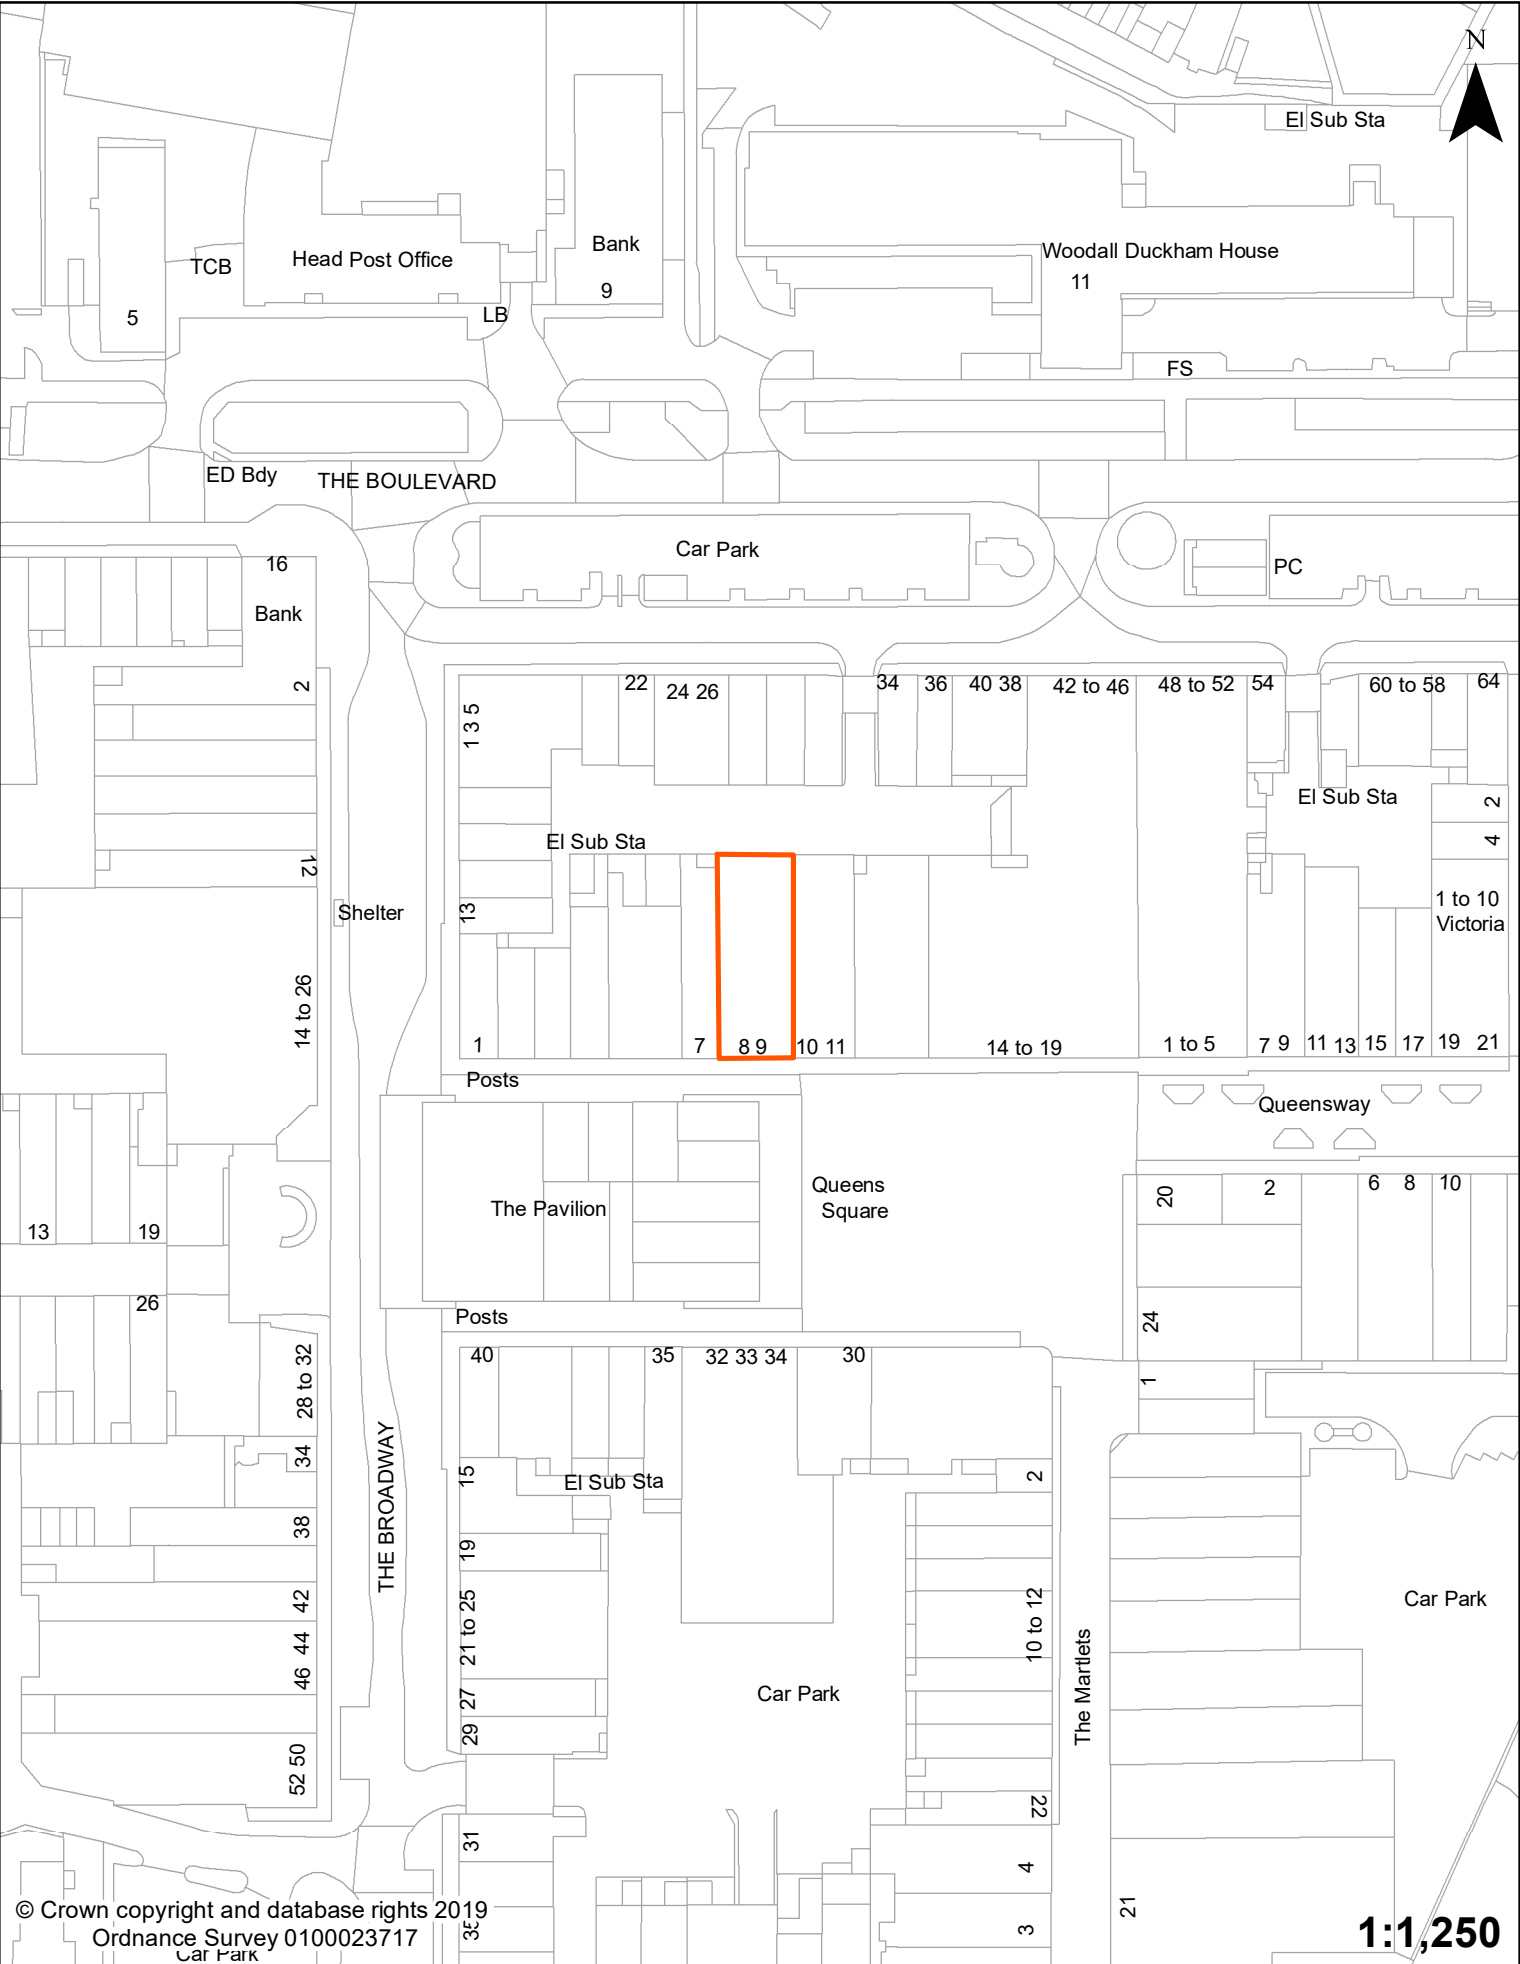 N
El Sub Sta
Head Post Office
TCB
Bank
9
Woodall Duckham House
11
5
LB
FS
ED Bdy
THE BOULEVARD
Car Park
PC
16
Bank
2
1 3 5
22
24 26
34
36
40 38
42 to 46
48 to 52
54
60 to 58
64
El Sub Sta
2
4
El Sub Sta
12
Shelter
13
1 to 10
Victoria
14 to 26
1
7
8 9
10 11
14 to 19
1 to 5
7
9
11
13
15
17
19
21
Posts
Queensway
The Pavilion
Queens
Square
20
2
6
8
10
13
19
26
Posts
24
40
35
32 33 34
30
28 to 32
1
34
15
El Sub Sta
2
THE BROADWAY
38
19
42
21 to 25
10 to 12
Car Park
44
46
The Martlets
27
Car Park
29
52 50
22
31
4
21
© Crown copyright and database rights 2019
35
3
Ordnance Survey 0100023717
1:1,250
Car Park